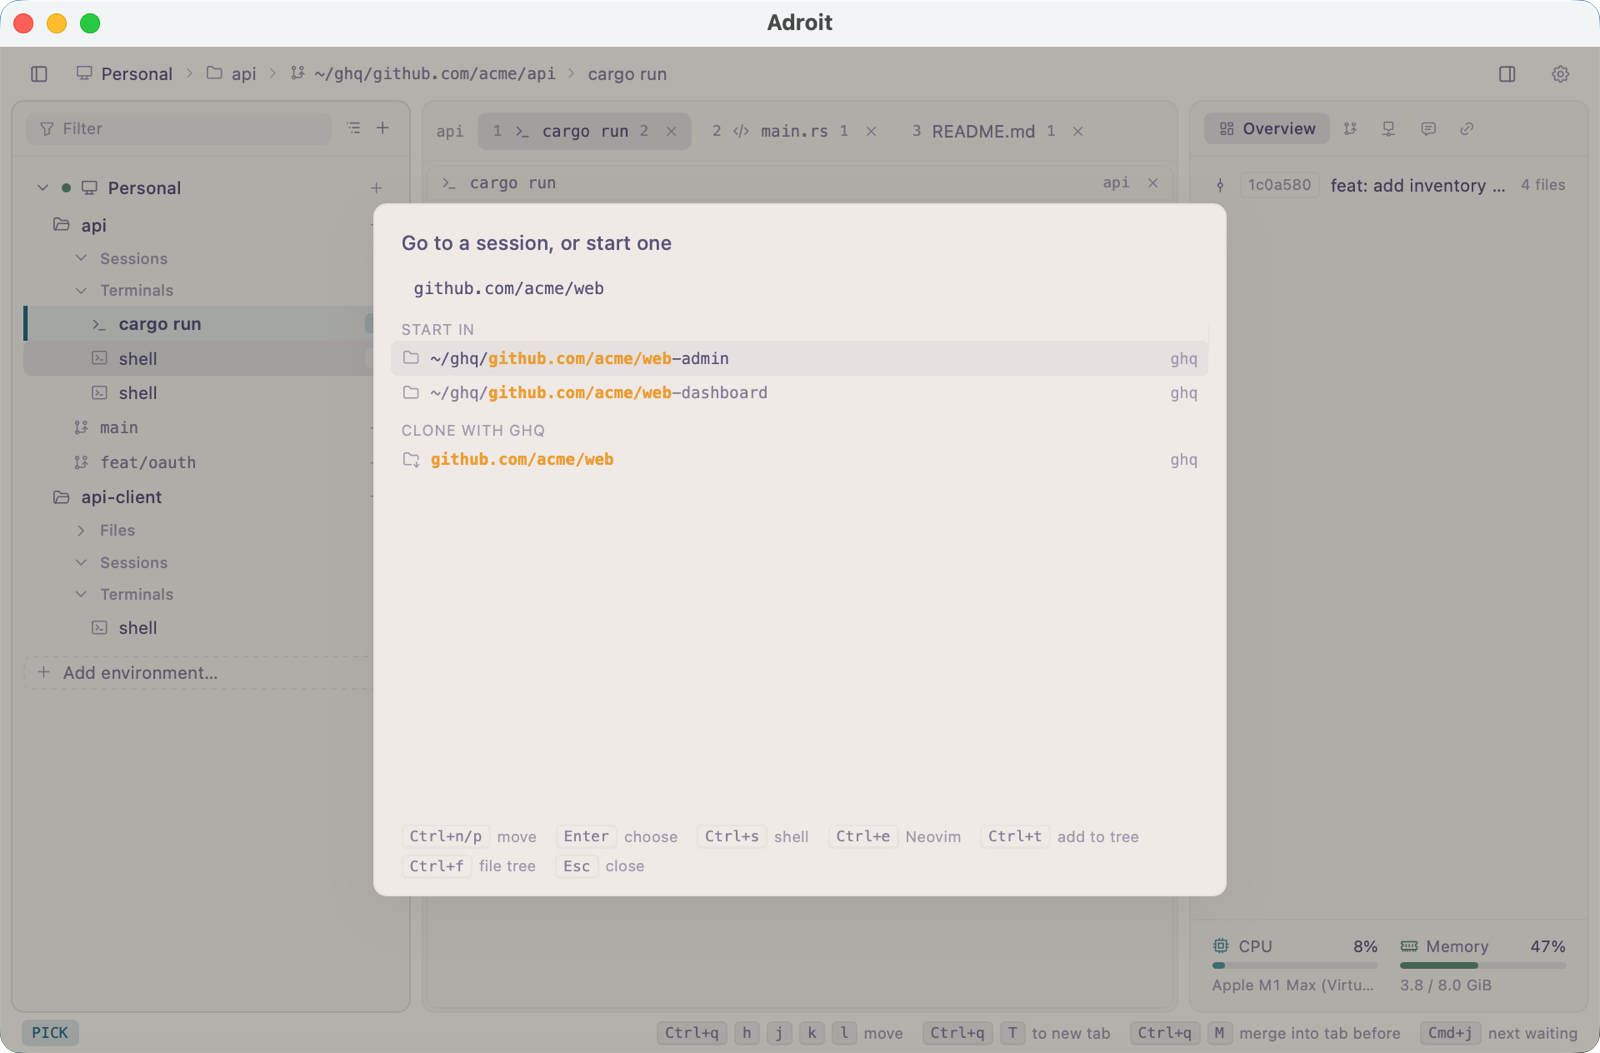 Adroit
Personal > api > ~/ghq/github.com/acme/api > cargo run
Filter
Personal
api
Sessions
Terminals
cargo run
shell
shell
main
feat/oauth
api-client
Files
Sessions
Terminals
shell
Add environment...
api 1 cargo run 2 2 main.rs 1 3 README.md 1
cargo run api
Go to a session, or start one
github.com/acme/web
START IN
~/ghq/github.com/acme/web-admin ghq
~/ghq/github.com/acme/web-dashboard ghq
CLONE WITH GHQ
github.com/acme/web ghq
Ctrl+n/p move Enter choose Ctrl+s shell Ctrl+e Neovim Ctrl+t add to tree
Ctrl+f file tree Esc close
Overview
1c0a580 feat: add inventory ... 4 files
CPU 8% Memory 47%
Apple M1 Max (Virtu... 3.8 / 8.0 GiB
PICK Ctrl+q h j k l move Ctrl+q T to new tab Ctrl+q M merge into tab before Cmd+j next waiting